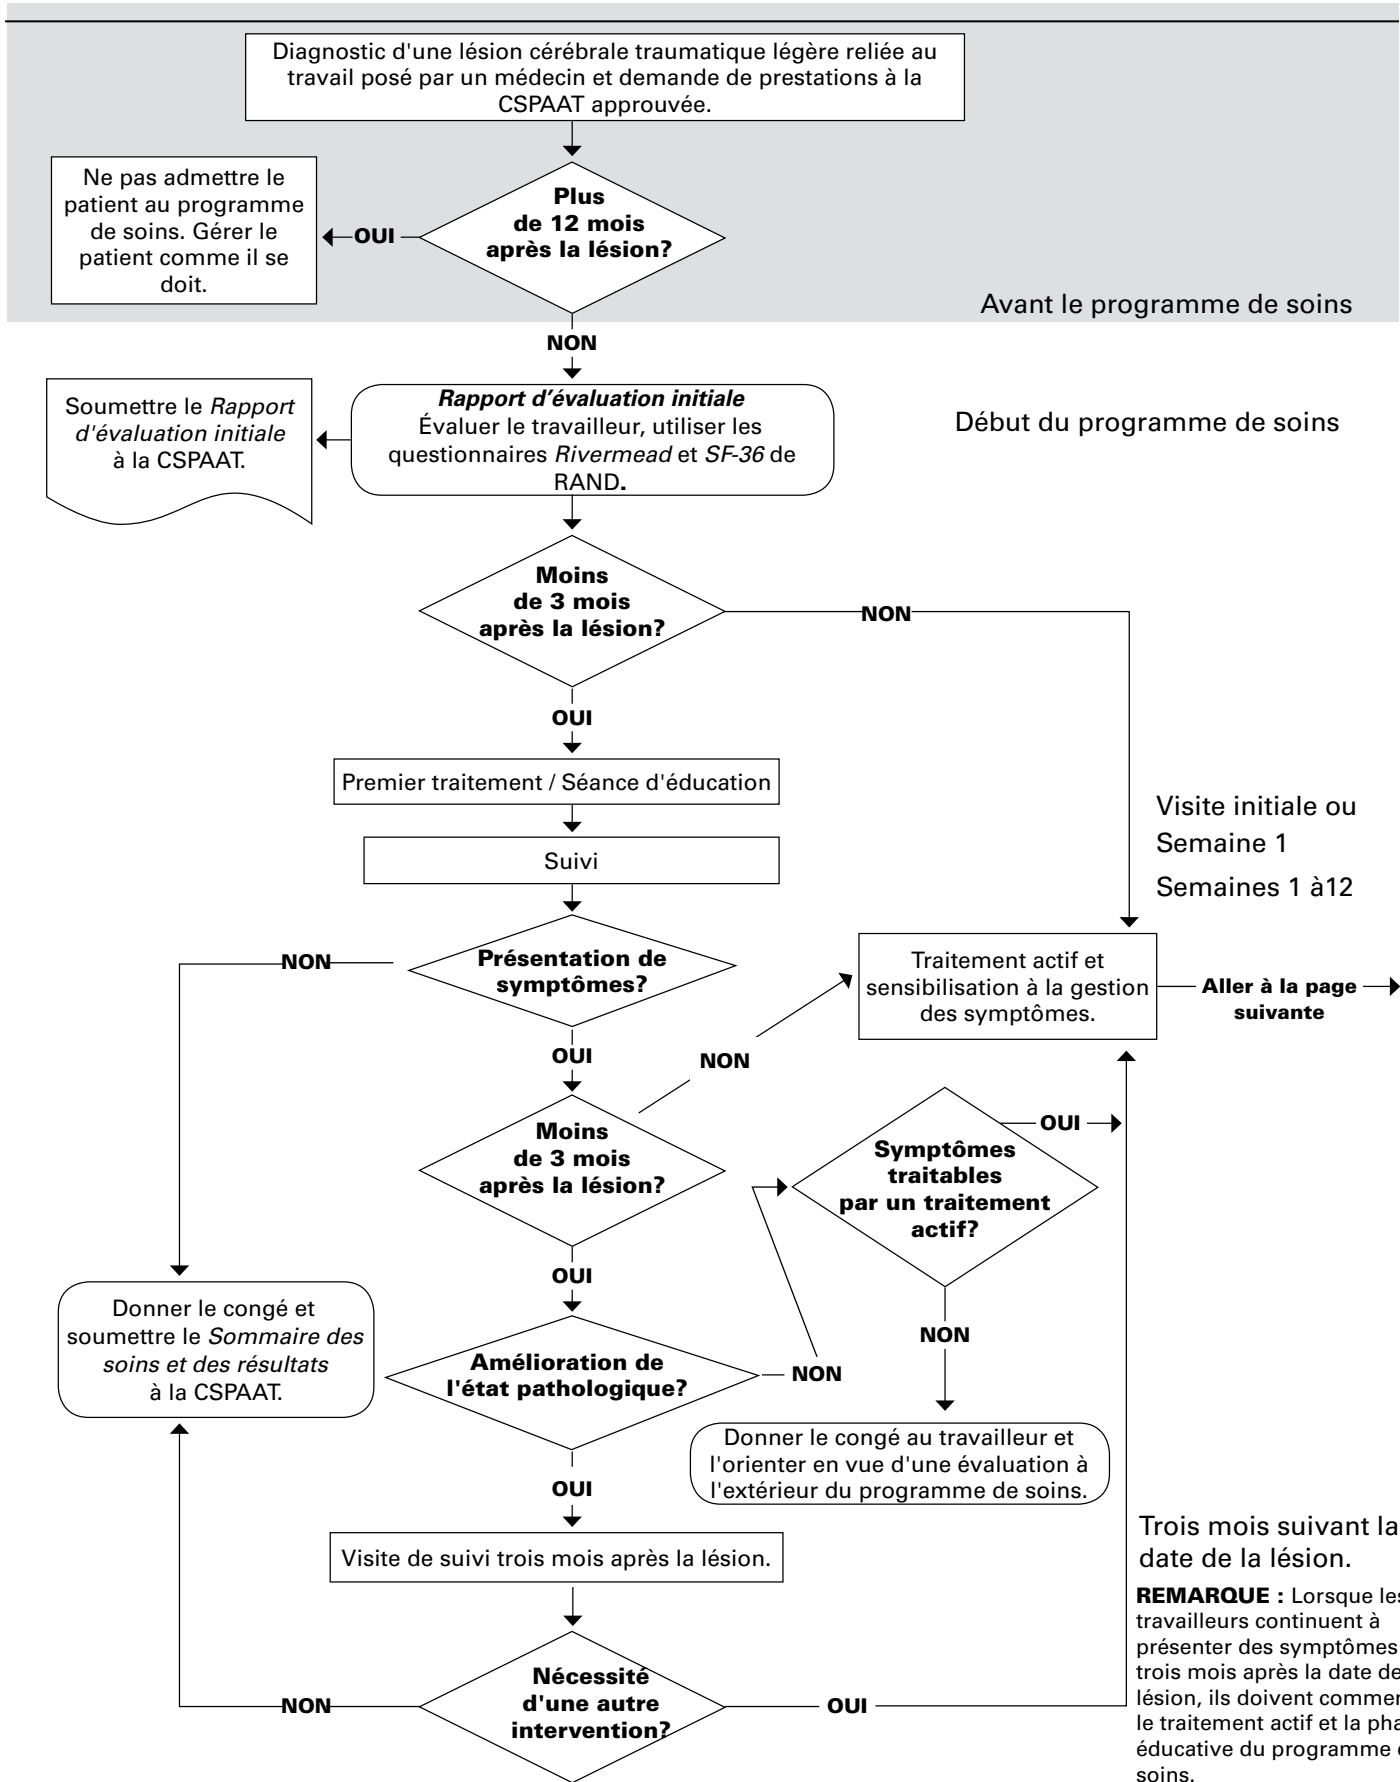 Diagnostic d'une lésion cérébrale traumatique légère reliée au
travail posé par un médecin et demande de prestations à la
CSPAAT approuvée.
Ne pas admettre le
patient au programme
de soins. Gérer le
patient comme il se
doit.
OUI
Plus
de 12 mois
après la lésion?
Avant le programme de soins
NON
Soumettre le Rapport
d'évaluation initiale
à la CSPAAT.
Rapport d’évaluation initiale
Évaluer le travailleur, utiliser les
questionnaires Rivermead et SF-36 de
RAND.
Début du programme de soins
Moins
de 3 mois
après la lésion?
NON
OUI
Premier traitement / Séance d'éducation
Suivi
Visite initiale ou
Semaine 1
Semaines 1 à12
Présentation de
symptômes?
NON
OUI
Traitement actif et
sensibilisation à la gestion
des symptômes.
Aller à la page
suivante
NON
Moins
de 3 mois
après la lésion?
OUI
Symptômes
traitables
par un traitement
actif?
OUI
NON
Donner le congé et
soumettre le Sommaire des
soins et des résultats
à la CSPAAT.
Amélioration de
l'état pathologique?
NON
OUI
Donner le congé au travailleur et
l'orienter en vue d'une évaluation à
l'extérieur du programme de soins.
Visite de suivi trois mois après la lésion.
Nécessité
d'une autre
intervention?
NON
OUI
Trois mois suivant la
date de la lésion.
REMARQUE : Lorsque les
travailleurs continuent à
présenter des symptômes
trois mois après la date de
lésion, ils doivent
le traitement actif et la
éducative du programme
soins.